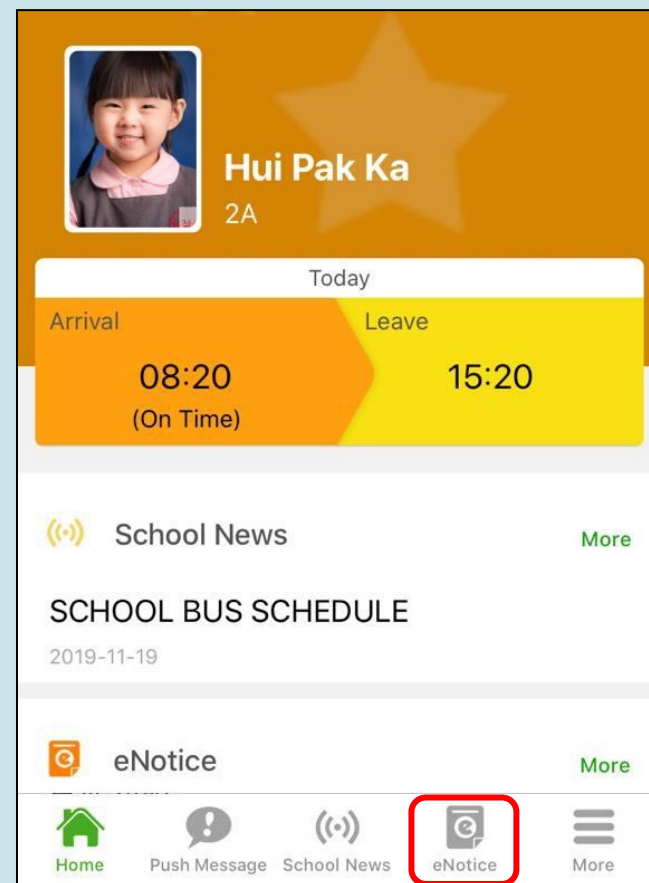 Hui Pak Ka
2A
Today
Arrival
Leave
08:20
15:20
(On Time)
School News
More
SCHOOL BUS SCHEDULE
2019-11-19
eNotice
More
Home
Push Message
School News
eNotice
More